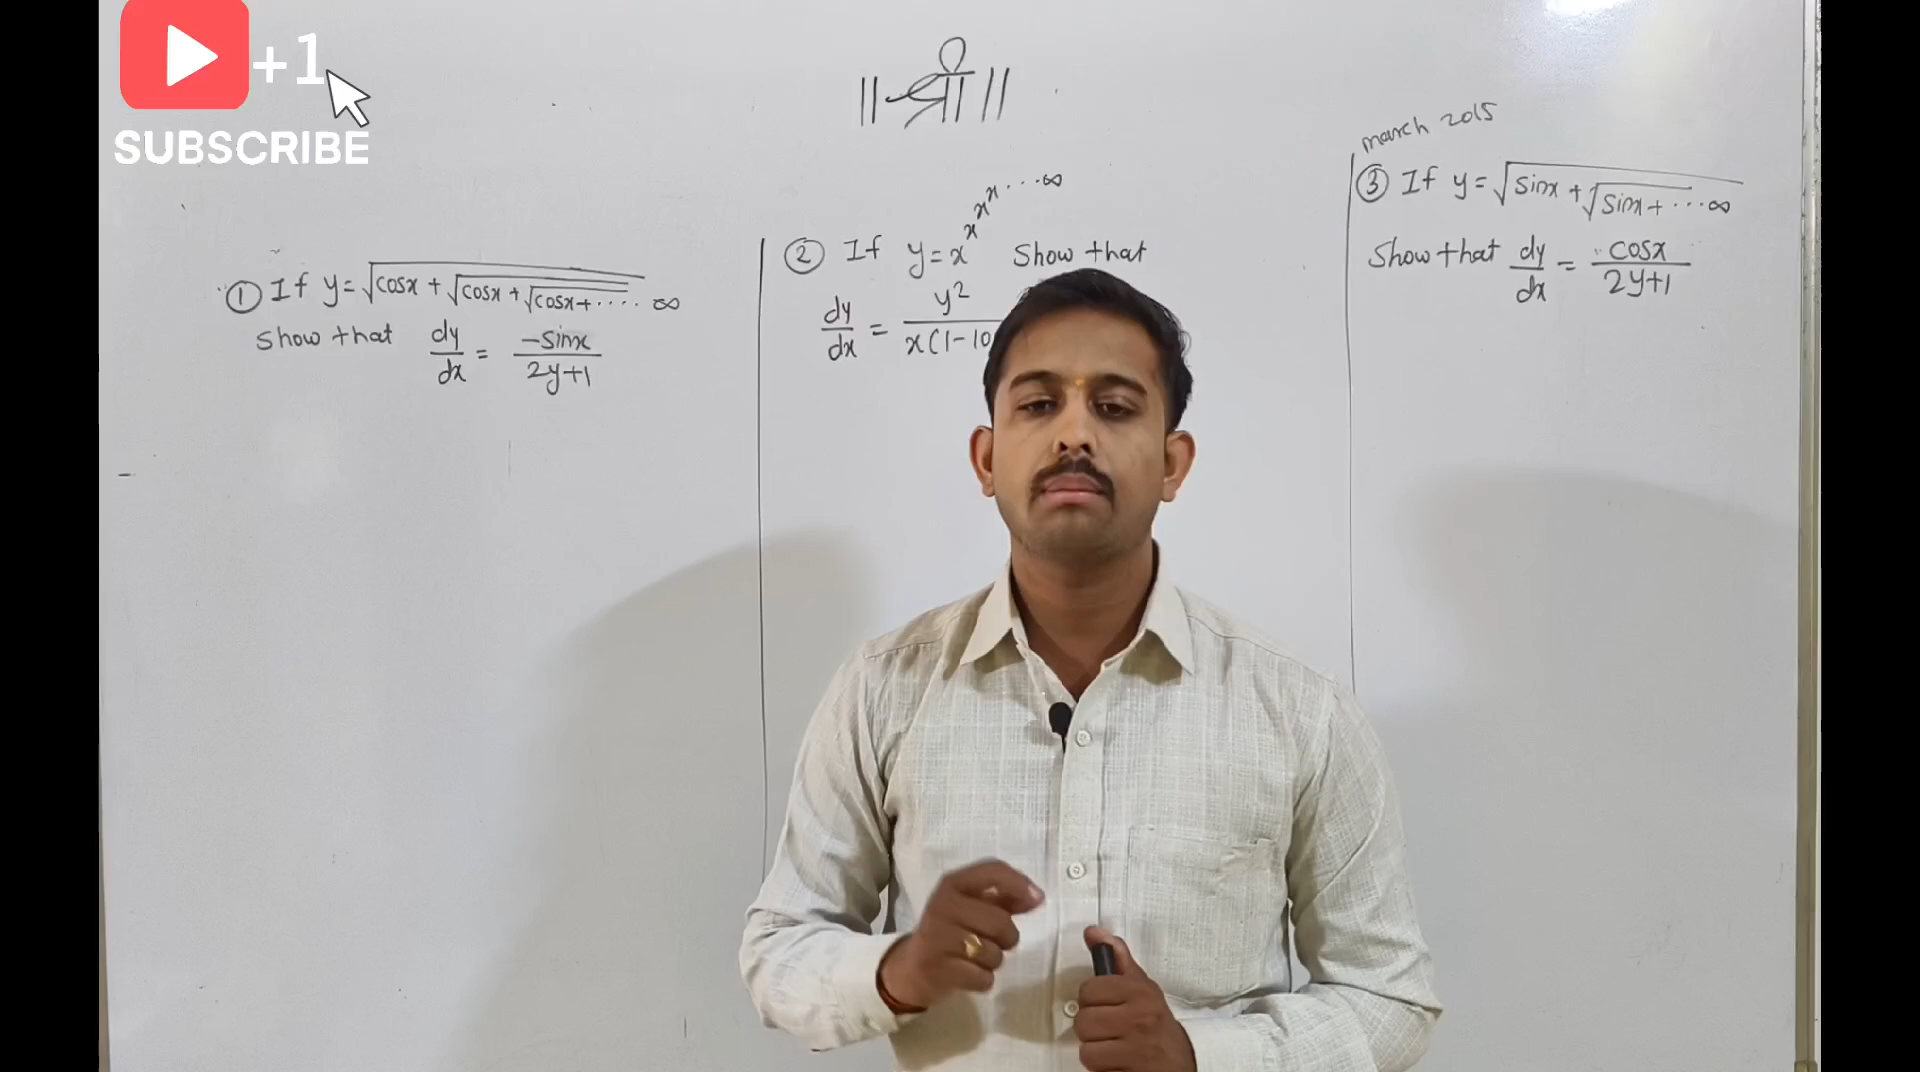 +1
SUBSCRIBE
॥ श्री ॥
① If y = √cosx + √cosx + √cosx + ..... ∞
Show that dy/dx = -sinx/2y+1
② If y = x^x^x^x...∞ Show that
dy/dx = y²/x(1-lo
march 2015
③ If y = √sinx + √sinx + ... ∞
Show that dy/dx = cosx/2y+1